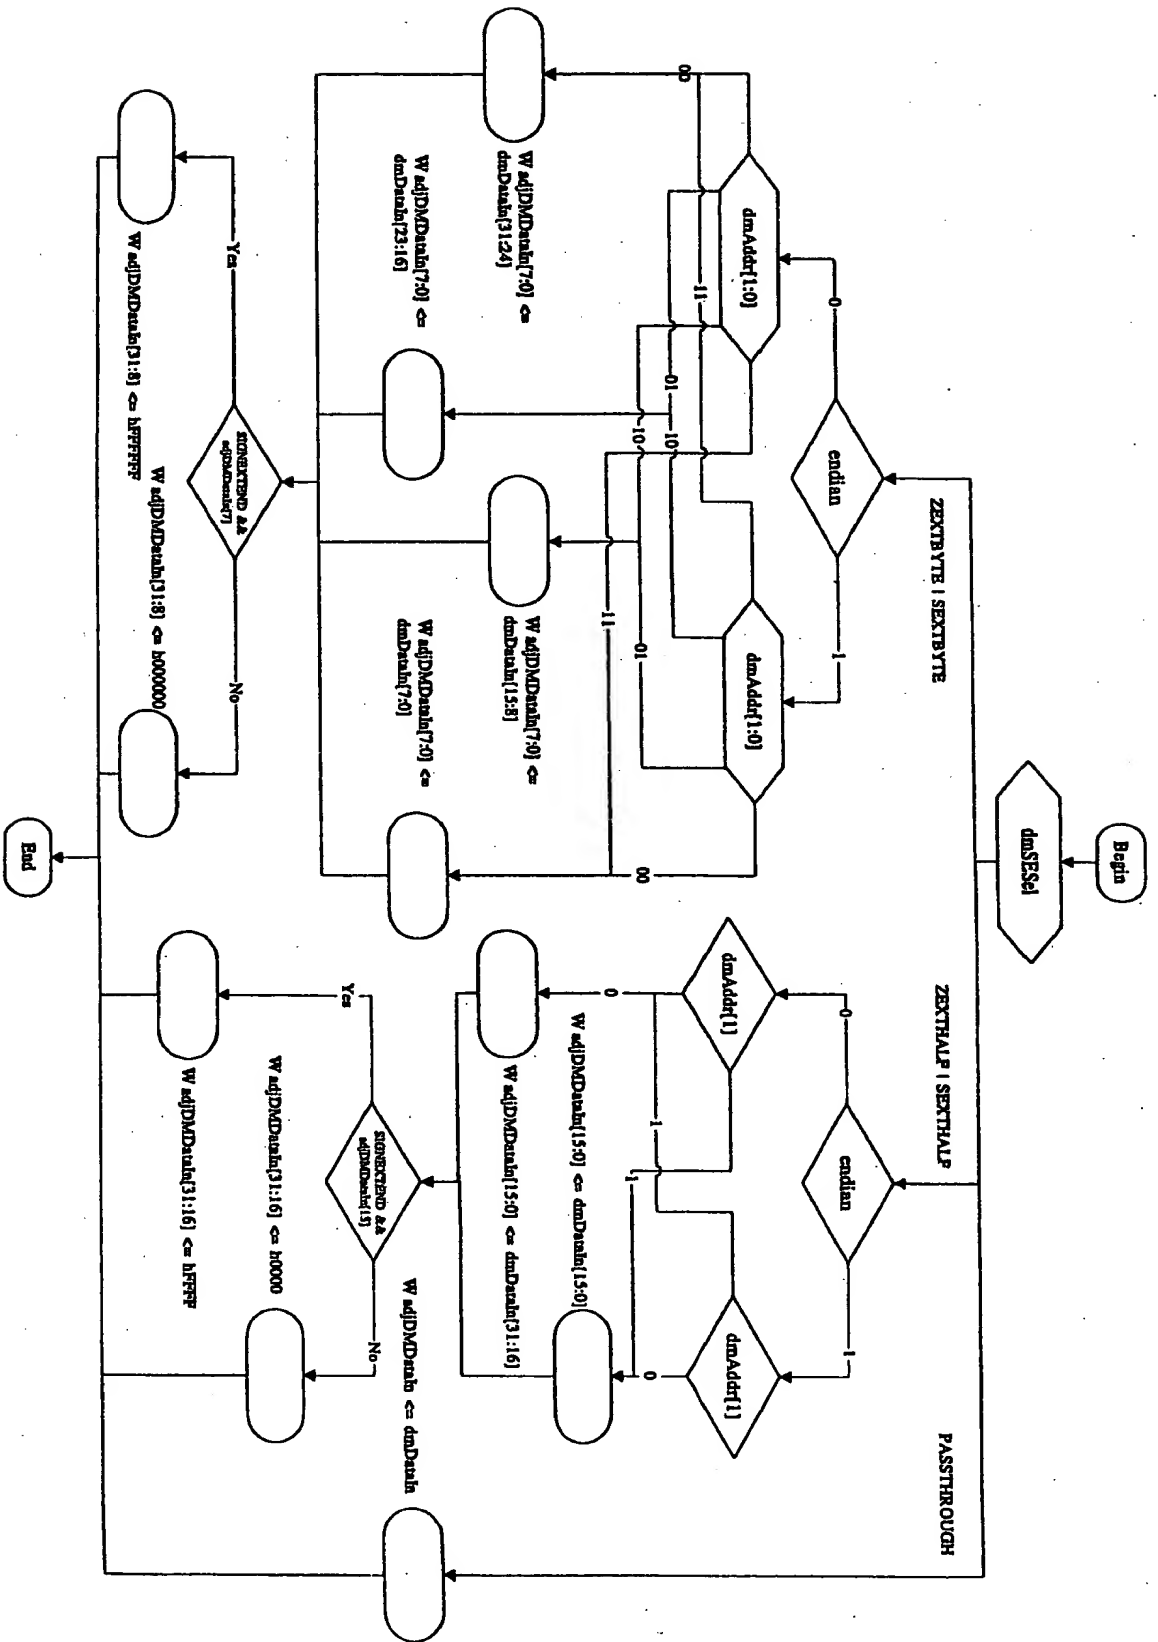 Begin
dmSESel
ZEXTBYTE | SEXTBYTE
ZEXTHALF | SEXTHALF
PASSTHROUGH
endian
0
1
dmAddr[1:0]
dmAddr[1:0]
00
11
01
10
10
01
11
00
W adjDMDataIn[7:0] <=
dmDataIn[31:24]
W adjDMDataIn[7:0] <=
dmDataIn[23:16]
W adjDMDataIn[7:0] <=
dmDataIn[15:8]
W adjDMDataIn[7:0] <=
dmDataIn[7:0]
SIGNEXTEND &&
adjDMDataIn[7]
Yes
No
W adjDMDataIn[31:8] <= hFFFFFF
W adjDMDataIn[31:8] <= h000000
endian
0
1
dmAddr[1]
dmAddr[1]
0
1
1
0
W adjDMDataIn[15:0] <= dmDataIn[15:0]
W adjDMDataIn[15:0] <= dmDataIn[31:16]
SIGNEXTEND &&
adjDMDataIn[15]
Yes
No
W adjDMDataIn[31:16] <= h0000
W adjDMDataIn[31:16] <= hFFFF
W adjDMDataIn <= dmDataIn
End